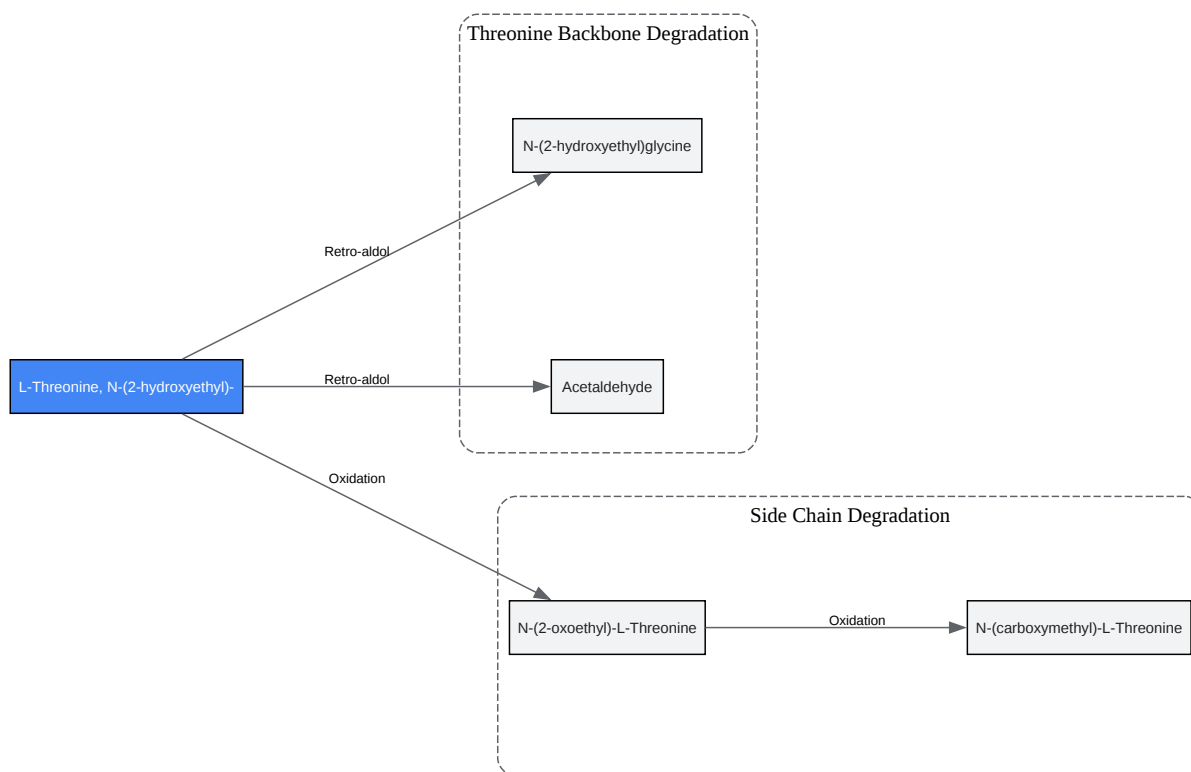 Threonine Backbone Degradation
N-(2-hydroxyethyl)glycine
Retro-aldol
L-Threonine, N-(2-hydroxyethyl)-
Retro-aldol
Acetaldehyde
Oxidation
Side Chain Degradation
N-(2-oxoethyl)-L-Threonine
Oxidation
N-(carboxymethyl)-L-Threonine